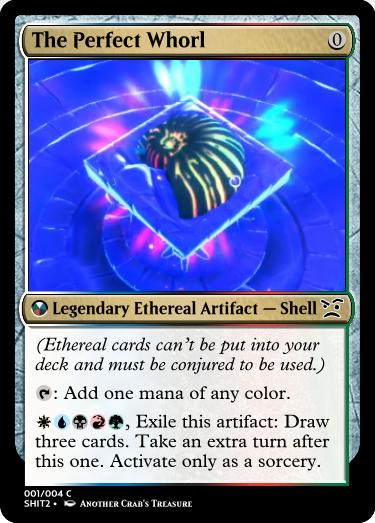 The Perfect Whorl 0
Legendary Ethereal Artifact — Shell
(Ethereal cards can't be put into your
deck and must be conjured to be used.)
: Add one mana of any color.
, Exile this artifact: Draw
three cards. Take an extra turn after
this one. Activate only as a sorcery.
001/004 C
SHIT2 • Another Crab's Treasure